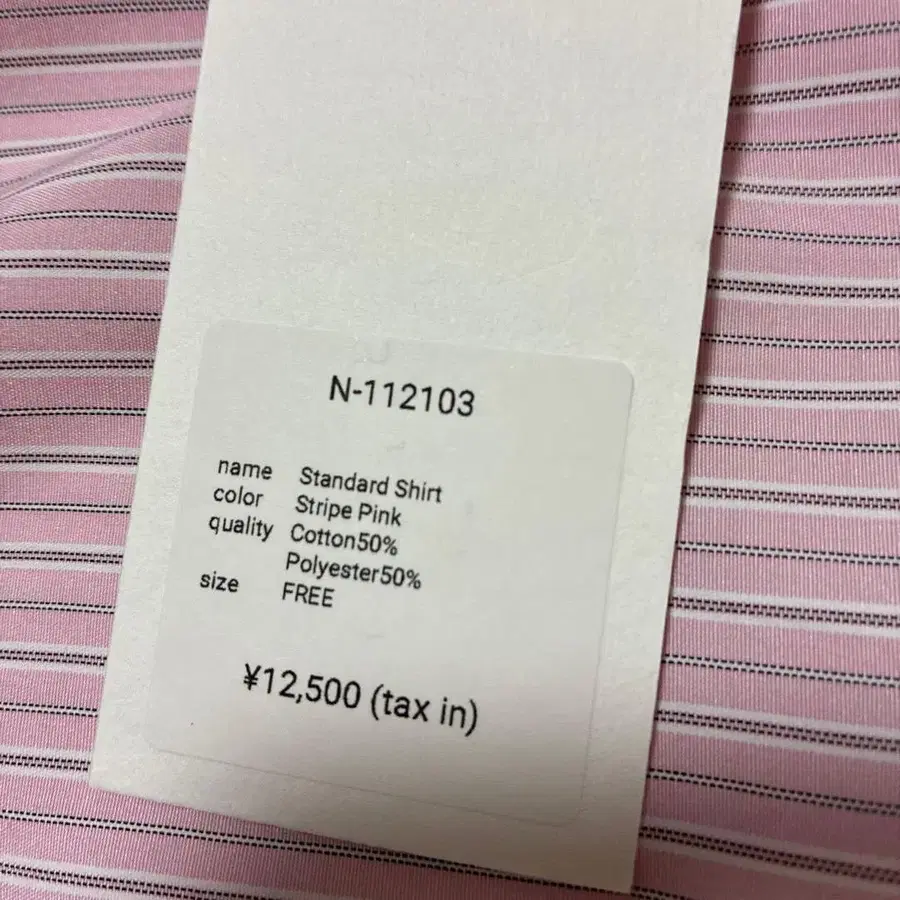 N-112103
name Standard Shirt
color Stripe Pink
quality Cotton50%
Polyester50%
size FREE
¥12,500 (tax in)